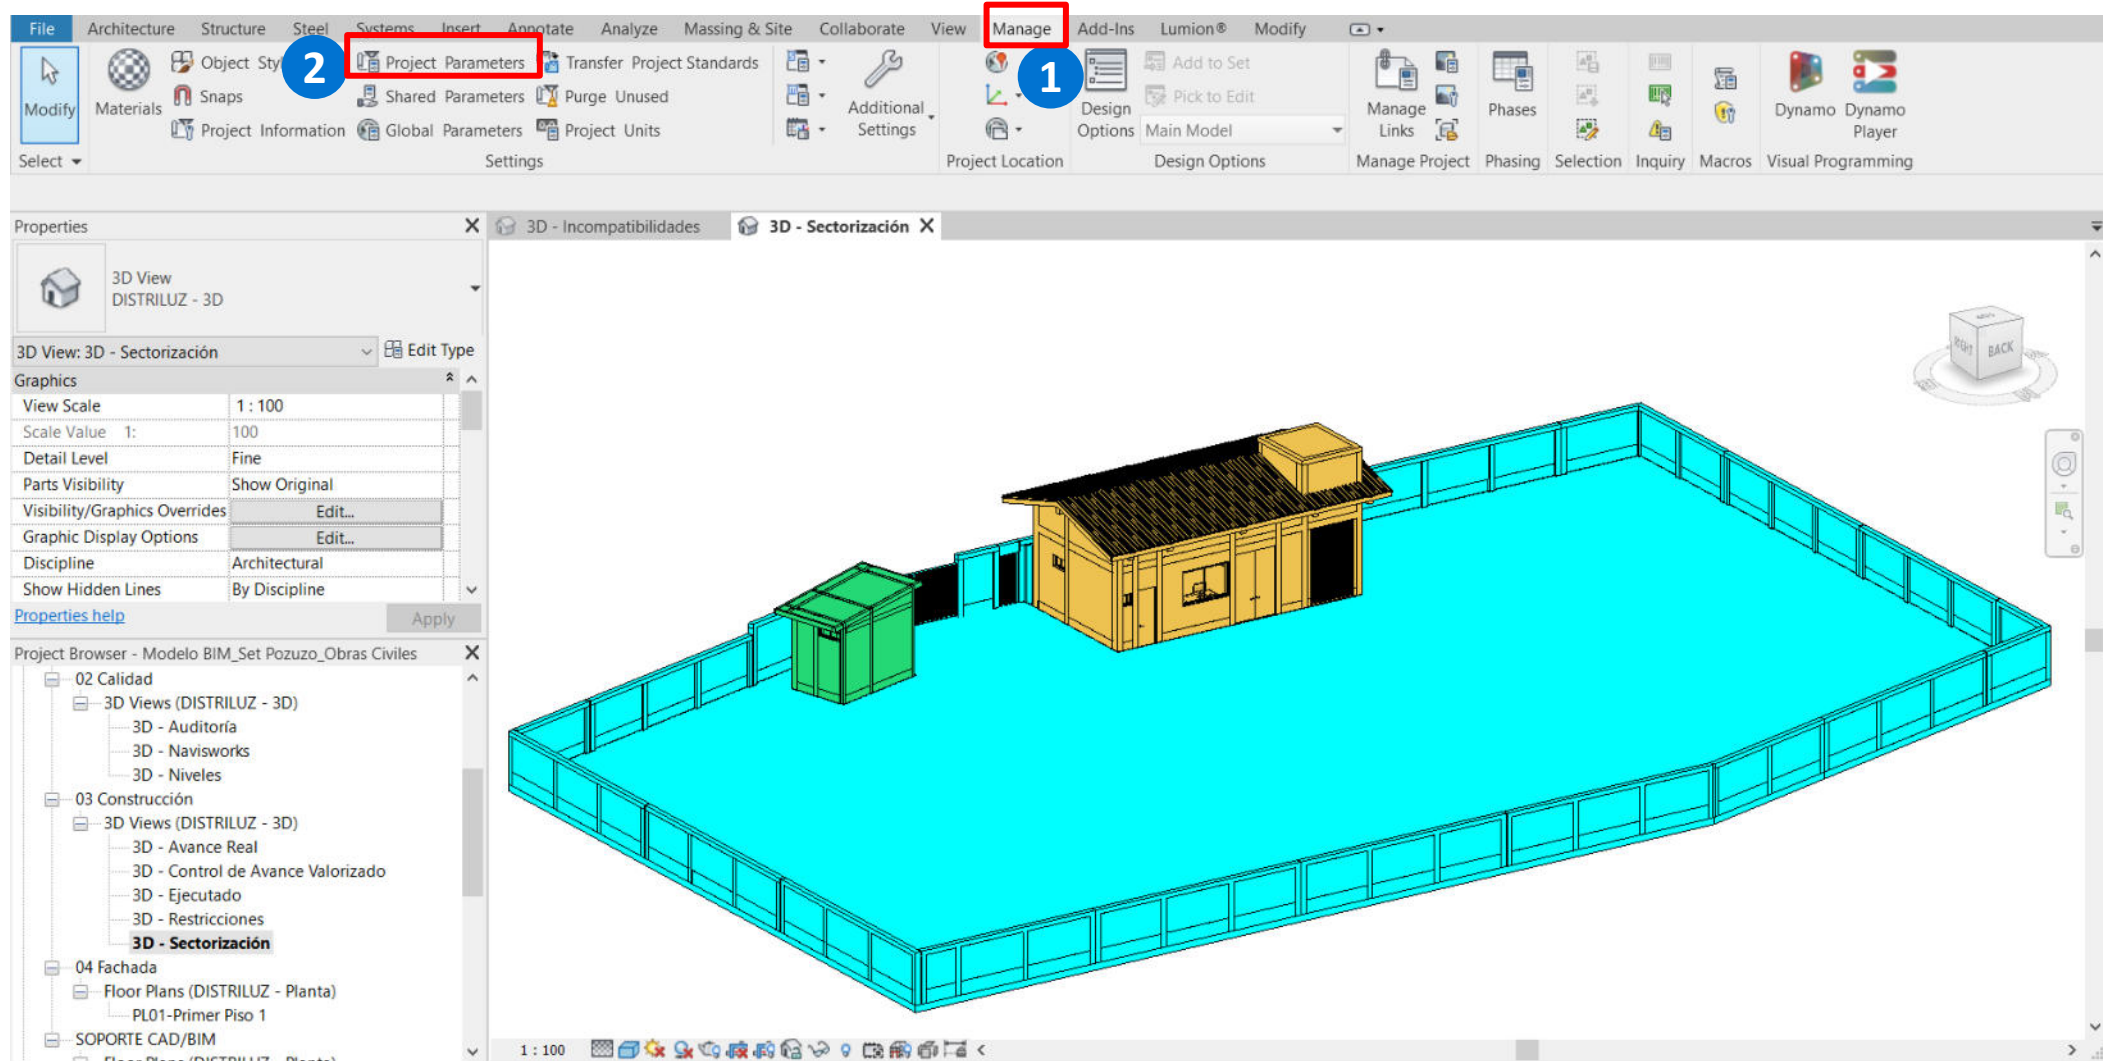 File Architecture Structure Steel Systems Insert Annotate Analyze Massing & Site Collaborate View Manage Add-Ins Lumion® Modify
1
2
Modify
Materials
Object Sty
Snaps
Project Information
Project Parameters
Shared Parameters
Global Parameters
Transfer Project Standards
Purge Unused
Project Units
Additional
Settings
Design
Options
Add to Set
Pick to Edit
Main Model
Manage
Links
Phases
Dynamo
Dynamo
Player
Select
Settings
Project Location
Design Options
Manage Project
Phasing
Selection
Inquiry
Macros
Visual Programming
Properties
3D View
DISTRILUZ - 3D
3D View: 3D - Sectorización
Edit Type
Graphics
View Scale 1 : 100
Scale Value 1: 100
Detail Level Fine
Parts Visibility Show Original
Visibility/Graphics Overrides Edit...
Graphic Display Options Edit...
Discipline Architectural
Show Hidden Lines By Discipline
Properties help
Apply
Project Browser - Modelo BIM_Set Pozuzo_Obras Civiles
02 Calidad
3D Views (DISTRILUZ - 3D)
3D - Auditoría
3D - Navisworks
3D - Niveles
03 Construcción
3D Views (DISTRILUZ - 3D)
3D - Avance Real
3D - Control de Avance Valorizado
3D - Ejecutado
3D - Restricciones
3D - Sectorización
04 Fachada
Floor Plans (DISTRILUZ - Planta)
PL01-Primer Piso 1
SOPORTE CAD/BIM
Floor Plans (DISTRILUZ - Planta)
3D - Incompatibilidades
3D - Sectorización
RIGHT
BACK
1 : 100